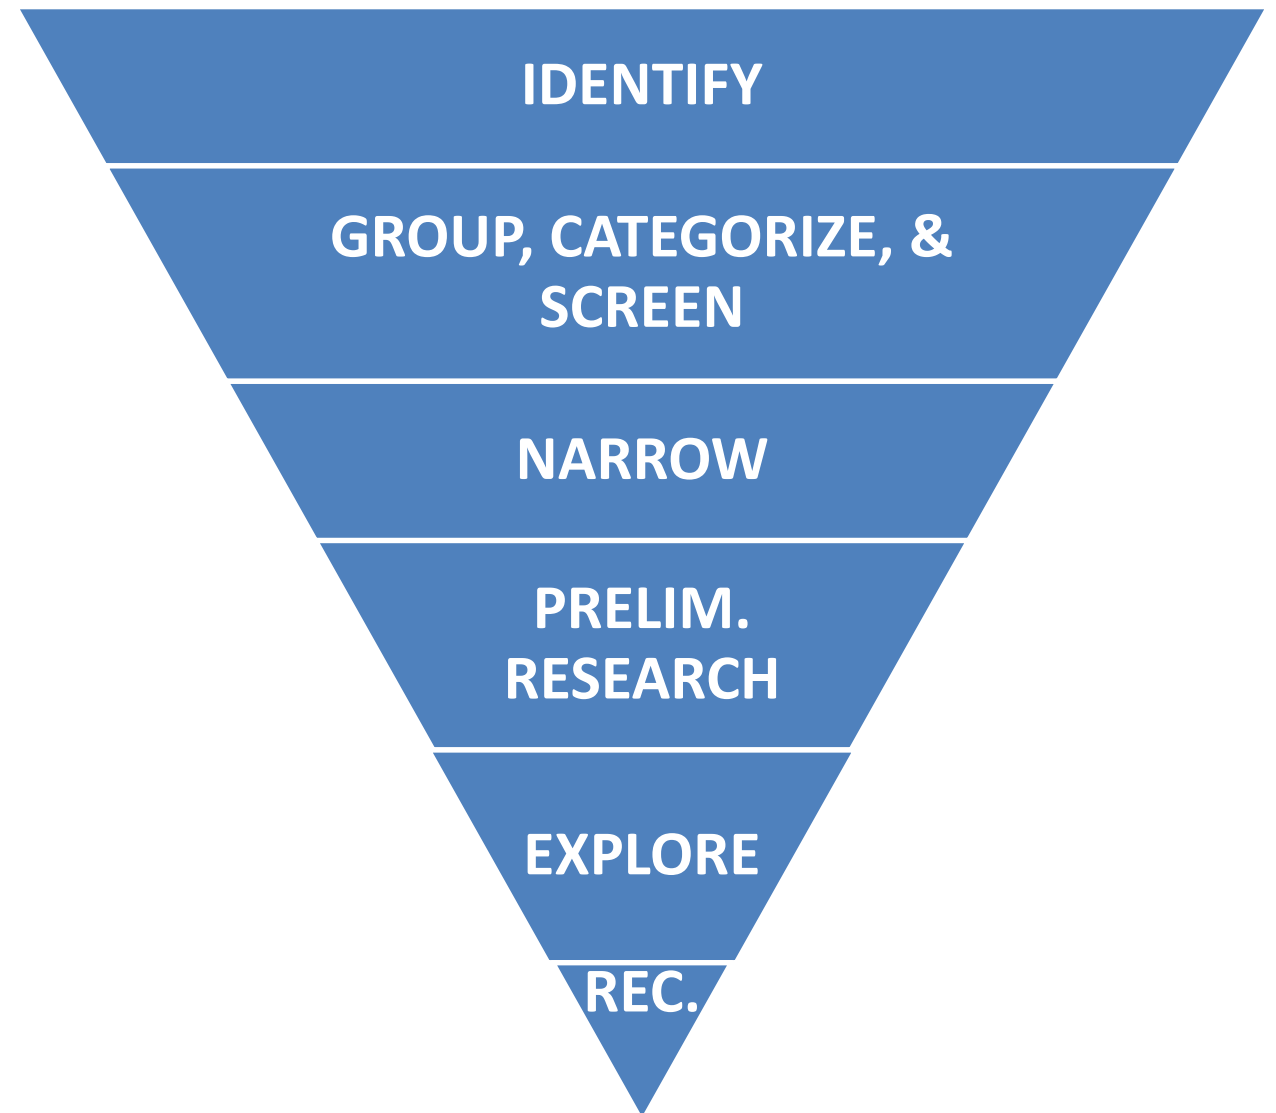 IDENTIFY
GROUP, CATEGORIZE, &
SCREEN
NARROW
PRELIM.
RESEARCH
EXPLORE
REC.